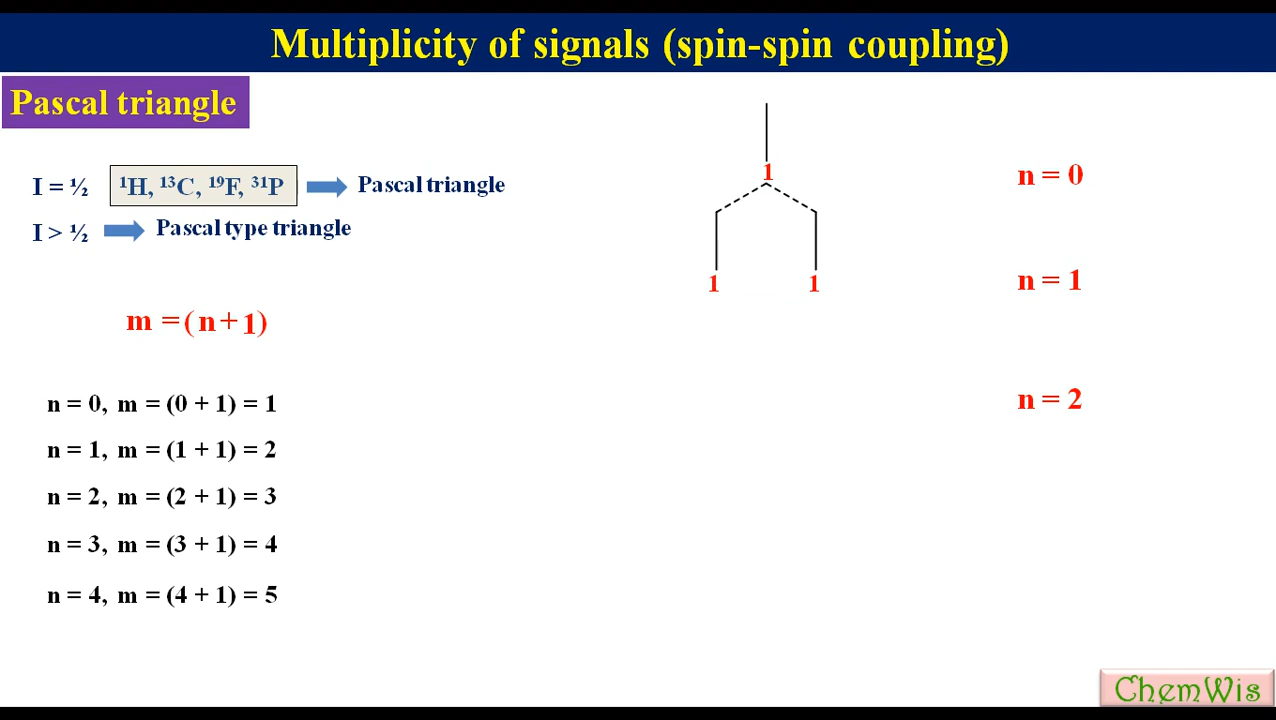 Multiplicity of signals (spin-spin coupling)
Pascal triangle
I = ½ ¹H, ¹³C, ¹⁹F, ³¹P Pascal triangle
I > ½ Pascal type triangle
m = (n + 1)
n = 0, m = (0 + 1) = 1
n = 1, m = (1 + 1) = 2
n = 2, m = (2 + 1) = 3
n = 3, m = (3 + 1) = 4
n = 4, m = (4 + 1) = 5
1 n = 0
1 1 n = 1
n = 2
ChemWis